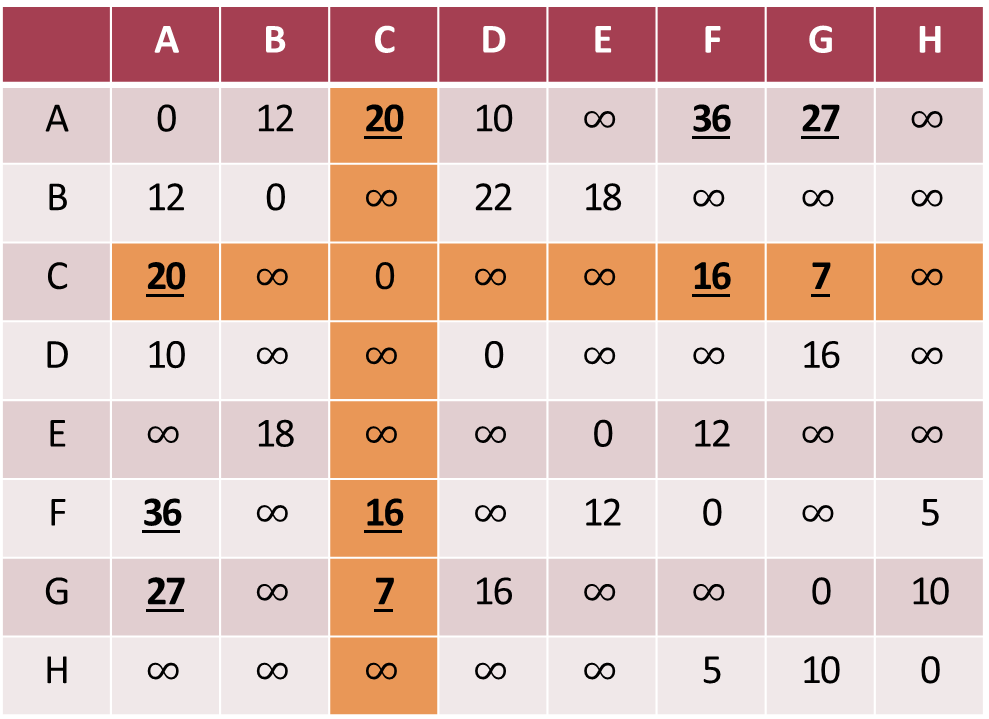 A B C D E F G H
A 0 12 20 10 ∞ 36 27 ∞
B 12 0 ∞ 22 18 ∞ ∞ ∞
C 20 ∞ 0 ∞ ∞ 16 7 ∞
D 10 ∞ ∞ 0 ∞ ∞ 16 ∞
E ∞ 18 ∞ ∞ 0 12 ∞ ∞
F 36 ∞ 16 ∞ 12 0 ∞ 5
G 27 ∞ 7 16 ∞ ∞ 0 10
H ∞ ∞ ∞ ∞ ∞ 5 10 0